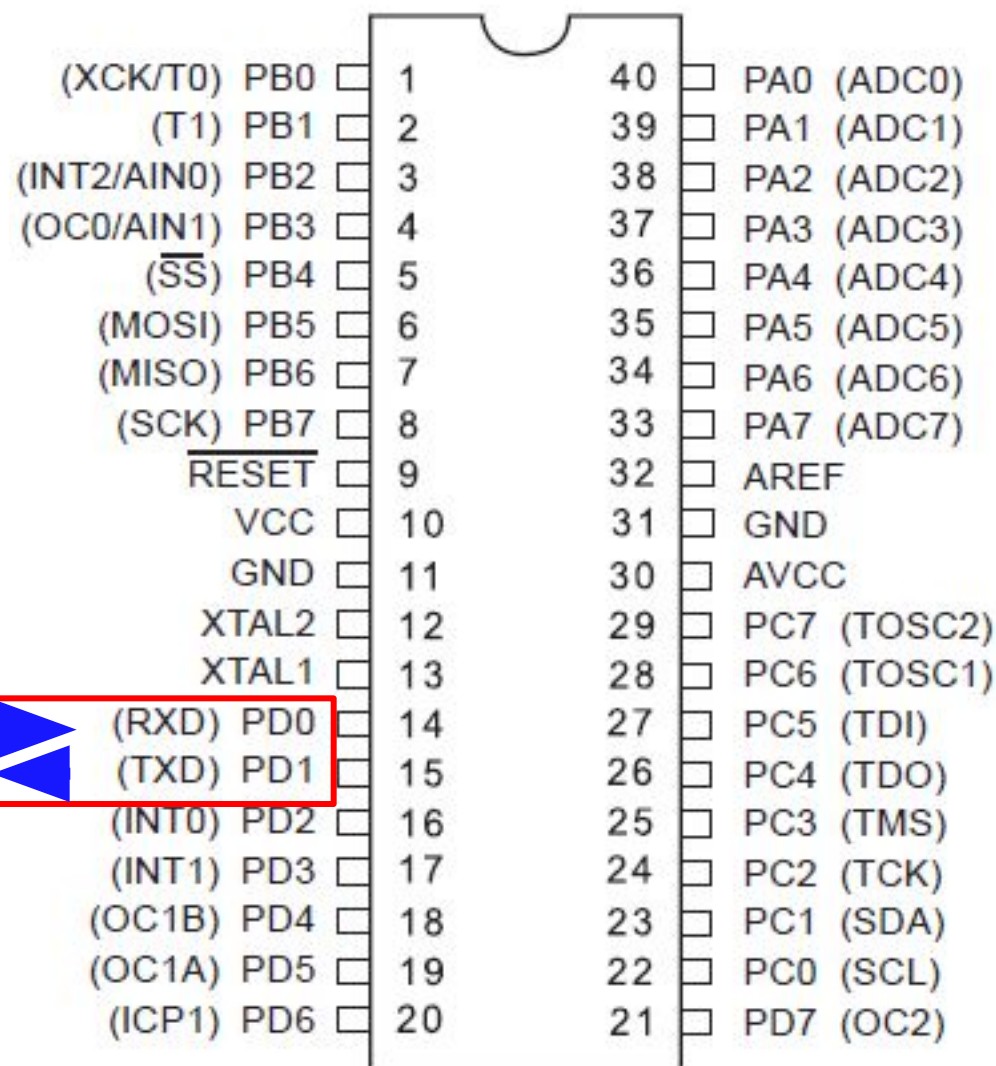 (XCK/T0) PB0 1 40 PA0 (ADC0)
(T1) PB1 2 39 PA1 (ADC1)
(INT2/AIN0) PB2 3 38 PA2 (ADC2)
(OC0/AIN1) PB3 4 37 PA3 (ADC3)
(S̅S̅) PB4 5 36 PA4 (ADC4)
(MOSI) PB5 6 35 PA5 (ADC5)
(MISO) PB6 7 34 PA6 (ADC6)
(SCK) PB7 8 33 PA7 (ADC7)
R̅E̅S̅E̅T̅ 9 32 AREF
VCC 10 31 GND
GND 11 30 AVCC
XTAL2 12 29 PC7 (TOSC2)
XTAL1 13 28 PC6 (TOSC1)
(RXD) PD0 14 27 PC5 (TDI)
(TXD) PD1 15 26 PC4 (TDO)
(INT0) PD2 16 25 PC3 (TMS)
(INT1) PD3 17 24 PC2 (TCK)
(OC1B) PD4 18 23 PC1 (SDA)
(OC1A) PD5 19 22 PC0 (SCL)
(ICP1) PD6 20 21 PD7 (OC2)